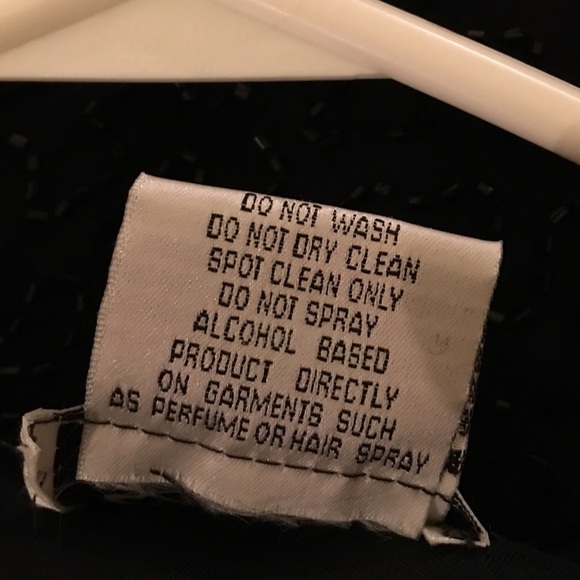 DO NOT WASH
DO NOT DRY CLEAN
SPOT CLEAN ONLY
DO NOT SPRAY
ALCOHOL BASED
PRODUCT DIRECTLY
ON GARMENTS SUCH
AS PERFUME OR HAIR SPRAY